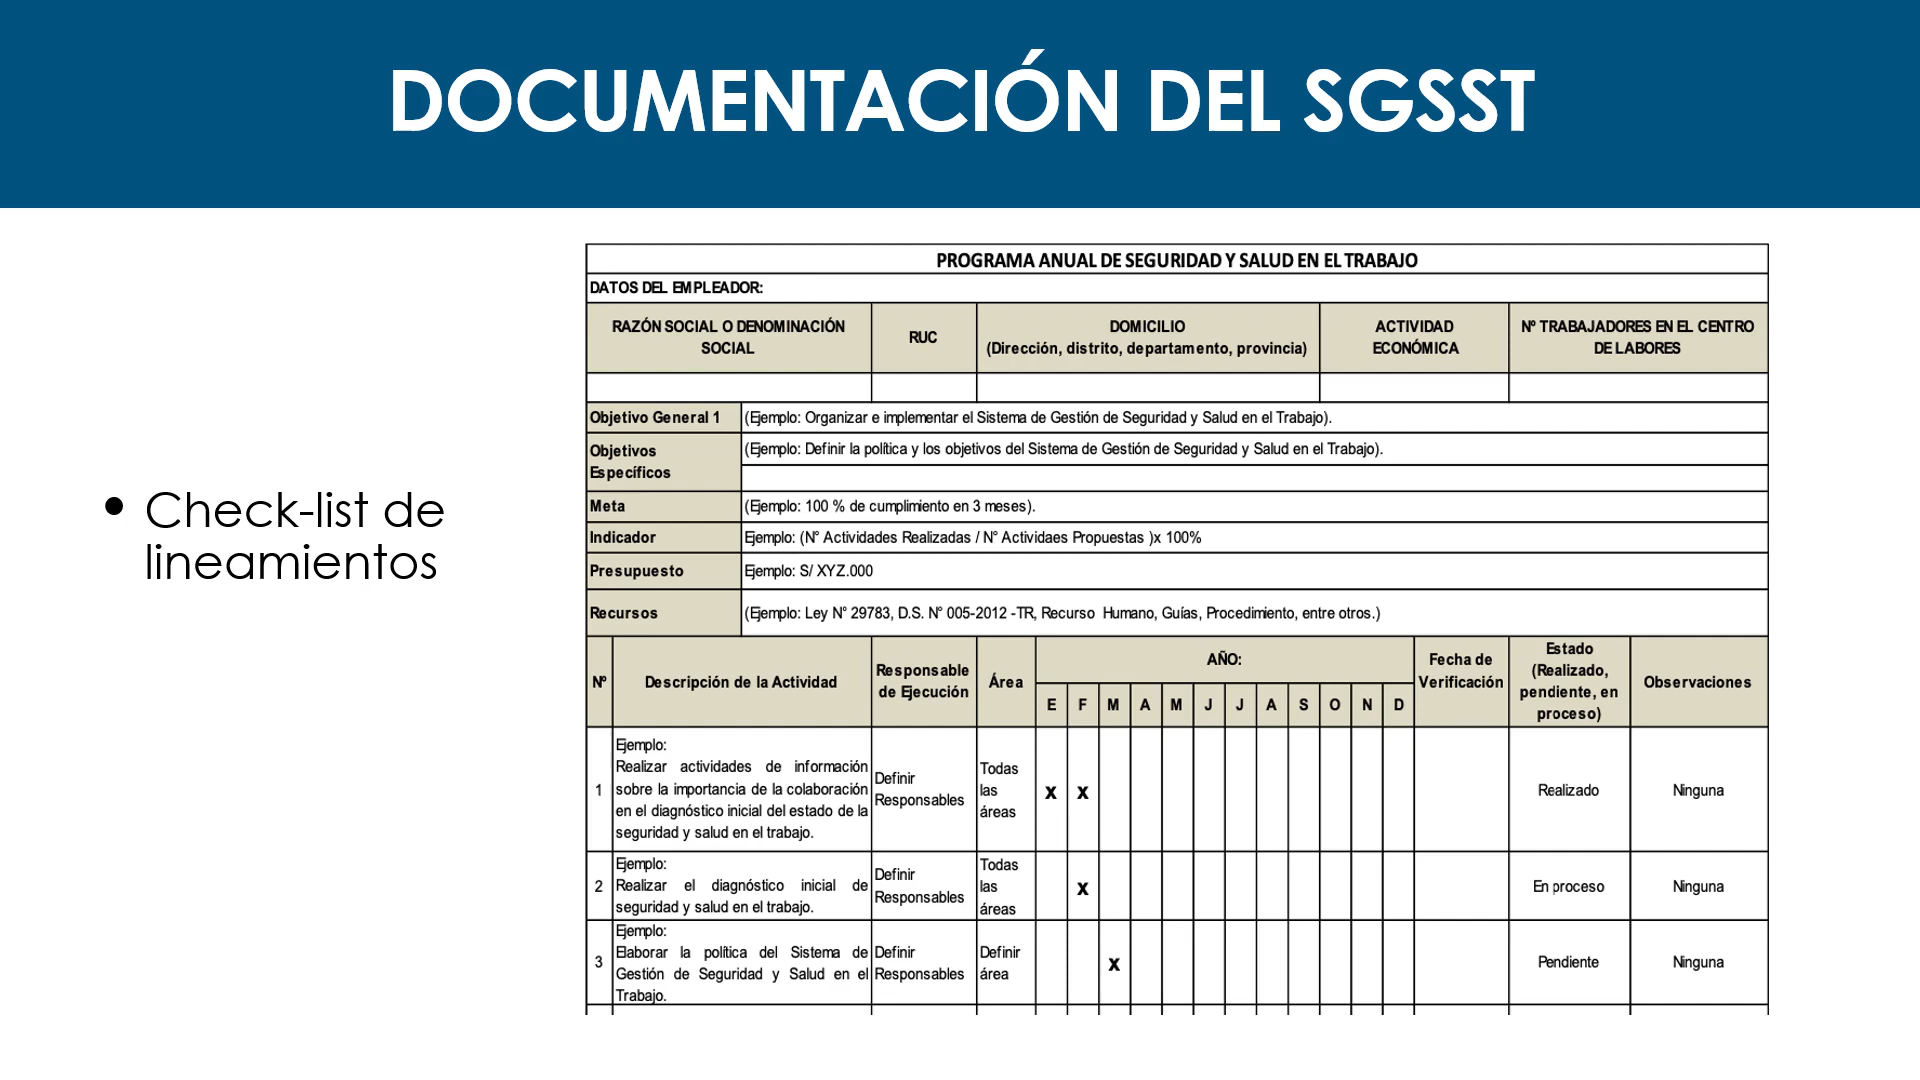 DOCUMENTACIÓN DEL SGSST
• Check-list de
lineamientos
PROGRAMA ANUAL DE SEGURIDAD Y SALUD EN EL TRABAJO
DATOS DEL EMPLEADOR:
RAZÓN SOCIAL O DENOMINACIÓN
SOCIAL
RUC
DOMICILIO
(Dirección, distrito, departamento, provincia)
ACTIVIDAD
ECONÓMICA
Nº TRABAJADORES EN EL CENTRO
DE LABORES
Objetivo General 1
(Ejemplo: Organizar e implementar el Sistema de Gestión de Seguridad y Salud en el Trabajo).
Objetivos
Específicos
(Ejemplo: Definir la política y los objetivos del Sistema de Gestión de Seguridad y Salud en el Trabajo).
Meta
(Ejemplo: 100 % de cumplimiento en 3 meses).
Indicador
Ejemplo: (N° Actividades Realizadas / N° Actividaes Propuestas )x 100%
Presupuesto
Ejemplo: S/ XYZ.000
Recursos
(Ejemplo: Ley N° 29783, D.S. N° 005-2012 -TR, Recurso Humano, Guías, Procedimiento, entre otros.)
Nº
Descripción de la Actividad
Responsable
de Ejecución
Área
AÑO:
E F M A M J J A S O N D
Fecha de
Verificación
Estado
(Realizado,
pendiente, en
proceso)
Observaciones
1
Ejemplo:
Realizar actividades de información
sobre la importancia de la colaboración
en el diagnóstico inicial del estado de la
seguridad y salud en el trabajo.
Definir
Responsables
Todas
las
áreas
x x
Realizado
Ninguna
2
Ejemplo:
Realizar el diagnóstico inicial de
seguridad y salud en el trabajo.
Definir
Responsables
Todas
las
áreas
x
En proceso
Ninguna
3
Ejemplo:
Elaborar la política del Sistema de
Gestión de Seguridad y Salud en el
Trabajo.
Definir
Responsables
Definir
área
x
Pendiente
Ninguna